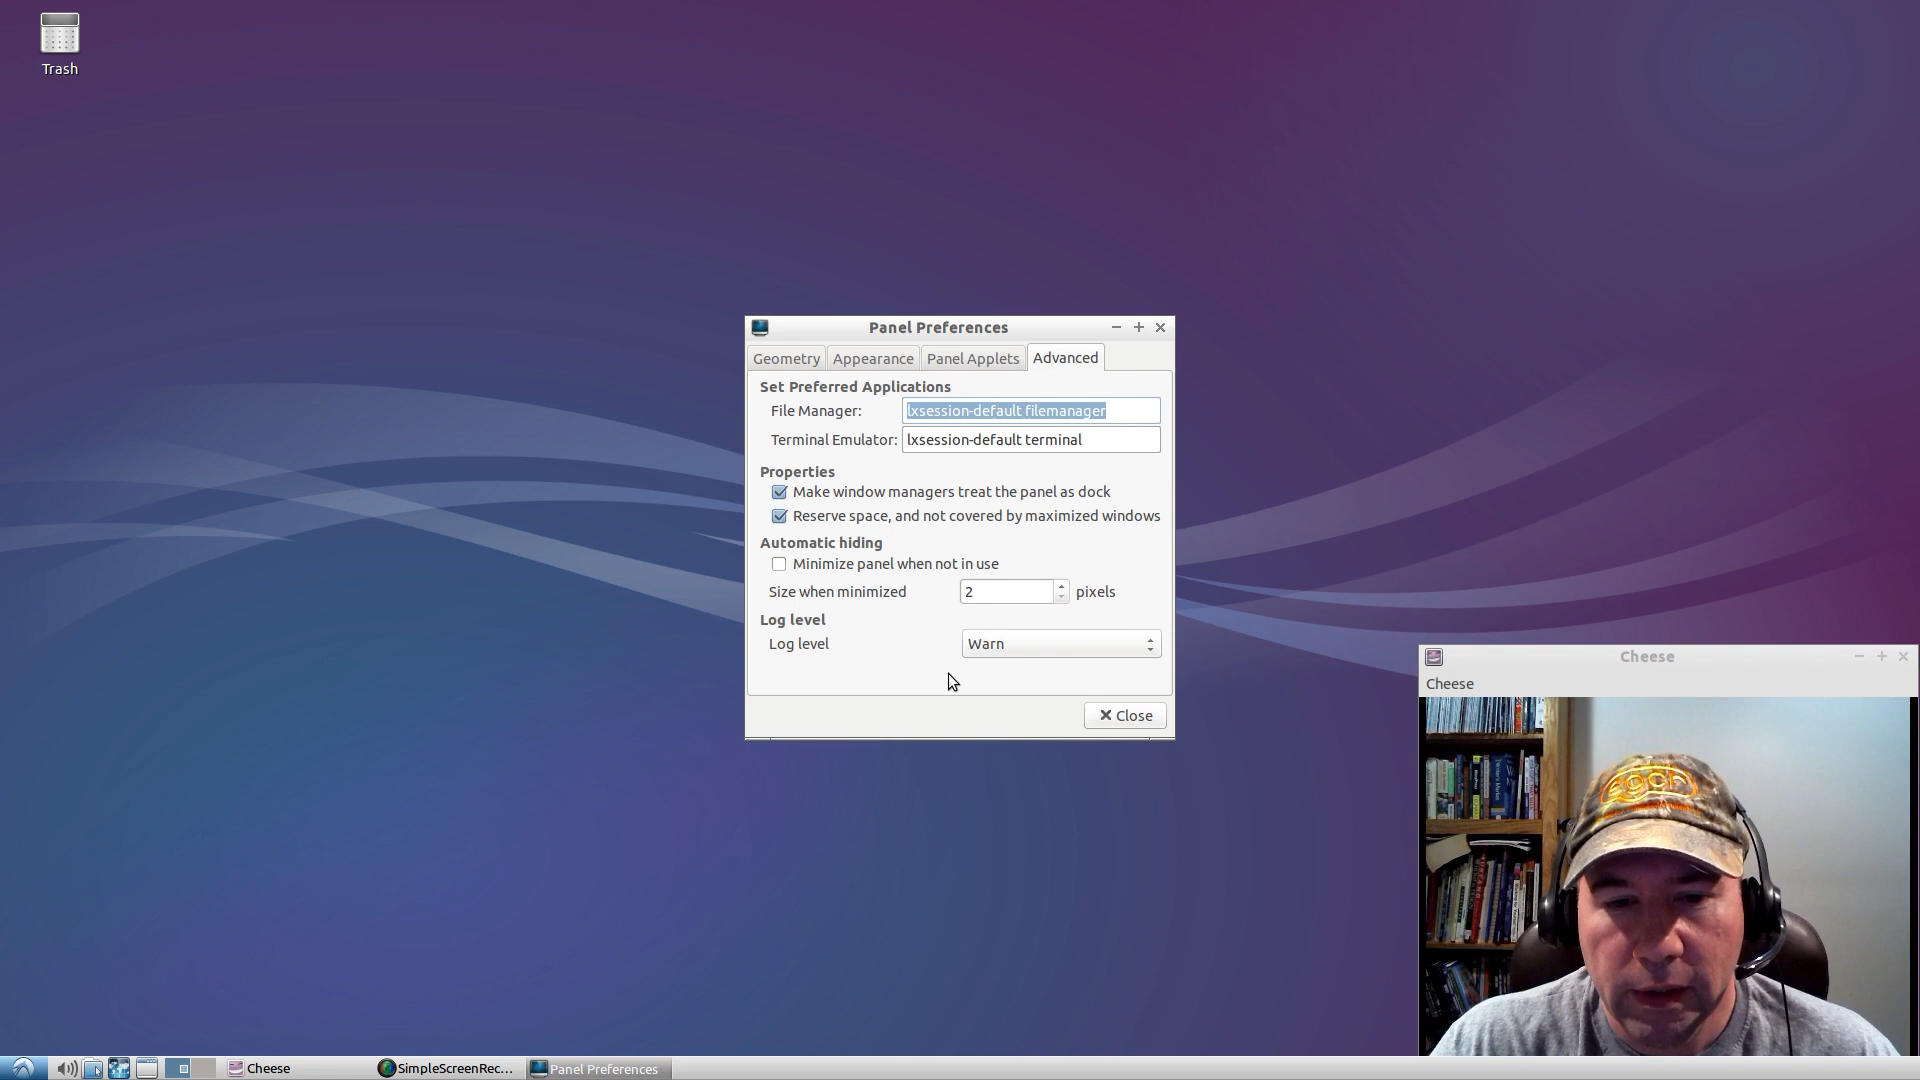 Trash
Panel Preferences
Geometry
Appearance
Panel Applets
Advanced
Set Preferred Applications
File Manager: lxsession-default filemanager
Terminal Emulator: lxsession-default terminal
Properties
Make window managers treat the panel as dock
Reserve space, and not covered by maximized windows
Automatic hiding
Minimize panel when not in use
Size when minimized 2 pixels
Log level
Log level Warn
Close
Cheese
Cheese
Cheese
SimpleScreenRec...
Panel Preferences